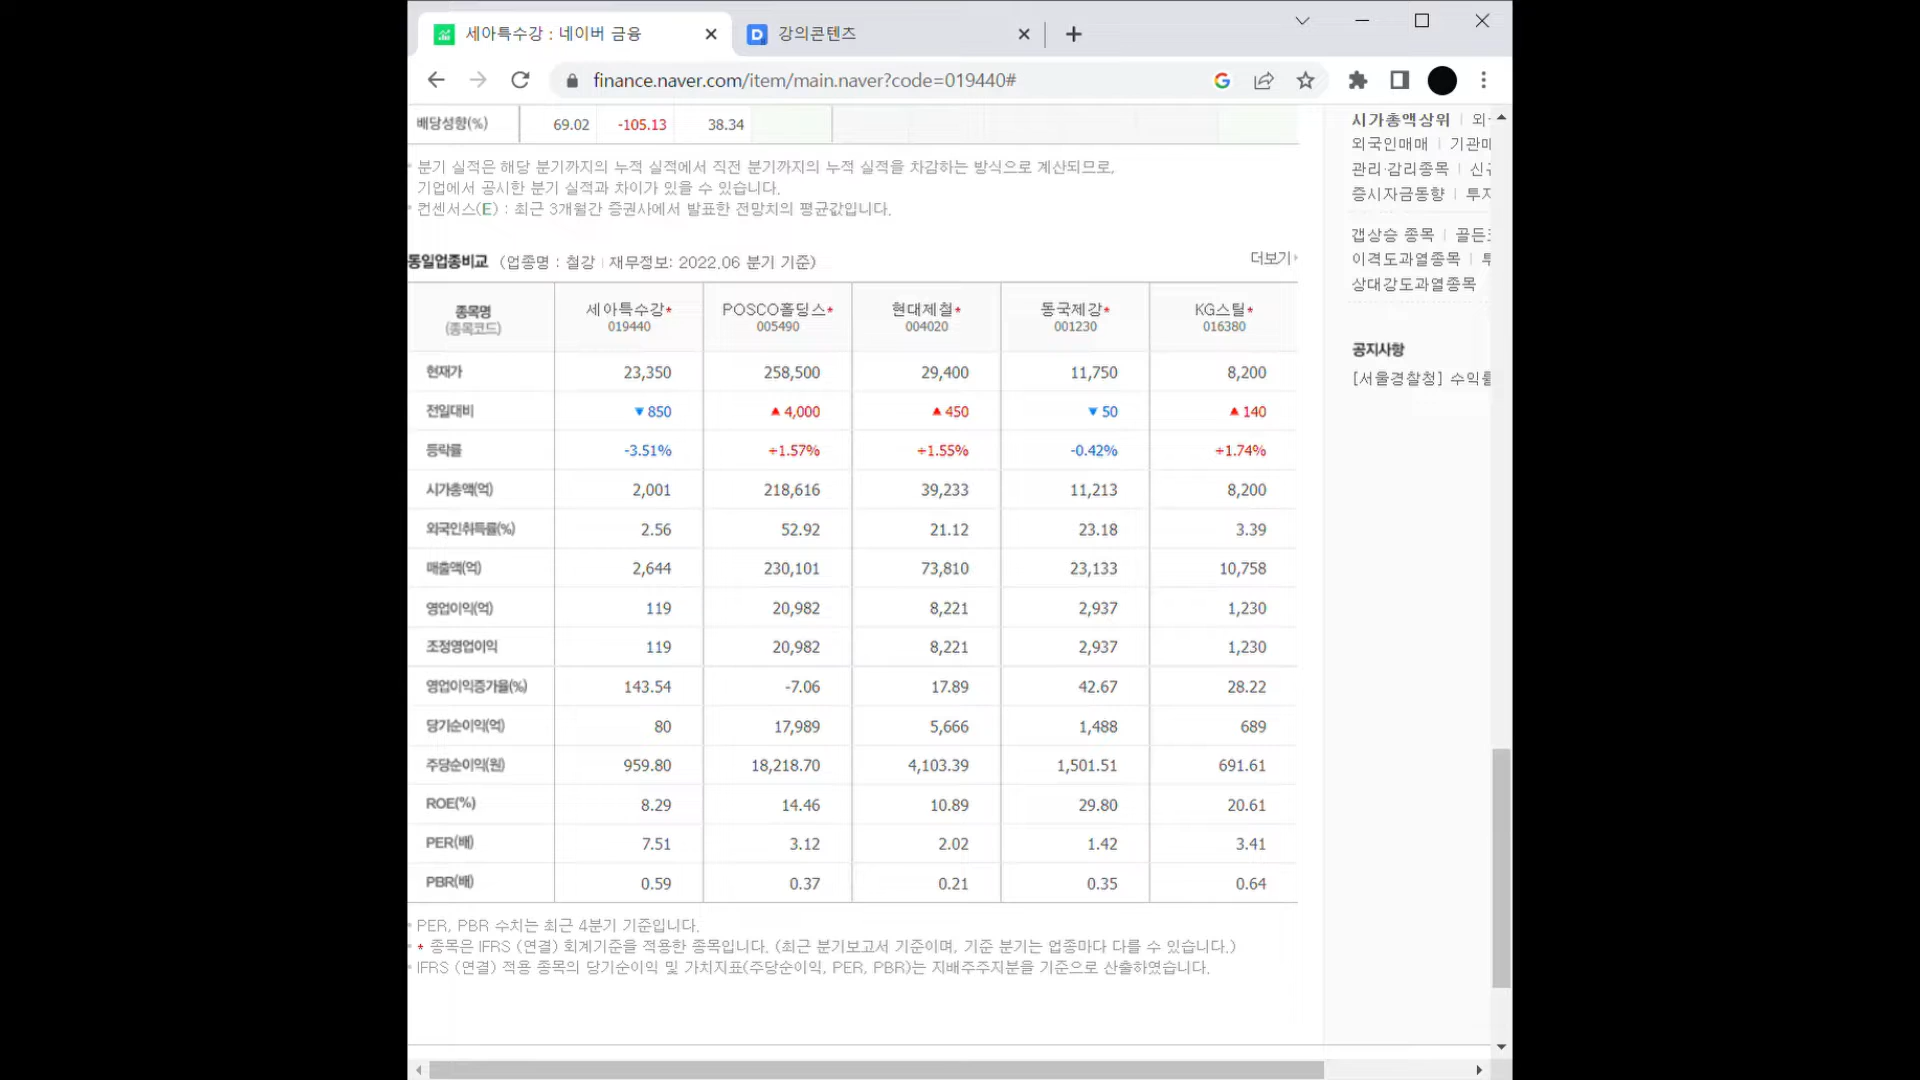 세아특수강 : 네이버 금융
강의콘텐츠
finance.naver.com/item/main.naver?code=019440#
배당성향(%) 69.02 -105.13 38.34
분기 실적은 해당 분기까지의 누적 실적에서 직전 분기까지의 누적 실적을 차감하는 방식으로 계산되므로,
기업에서 공시한 분기 실적과 차이가 있을 수 있습니다.
컨센서스(E) : 최근 3개월간 증권사에서 발표한 전망치의 평균값입니다.
동일업종비교 (업종명 : 철강 | 재무정보: 2022.06 분기 기준)
더보기
종목명 세아특수강* POSCO홀딩스* 현대제철* 동국제강* KG스틸*
(종목코드) 019440 005490 004020 001230 016380
현재가 23,350 258,500 29,400 11,750 8,200
전일대비 ▼850 ▲4,000 ▲450 ▼50 ▲140
등락률 -3.51% +1.57% +1.55% -0.42% +1.74%
시가총액(억) 2,001 218,616 39,233 11,213 8,200
외국인취득률(%) 2.56 52.92 21.12 23.18 3.39
매출액(억) 2,644 230,101 73,810 23,133 10,758
영업이익(억) 119 20,982 8,221 2,937 1,230
조정영업이익 119 20,982 8,221 2,937 1,230
영업이익증가율(%) 143.54 -7.06 17.89 42.67 28.22
당기순이익(억) 80 17,989 5,666 1,488 689
주당순이익(원) 959.80 18,218.70 4,103.39 1,501.51 691.61
ROE(%) 8.29 14.46 10.89 29.80 20.61
PER(배) 7.51 3.12 2.02 1.42 3.41
PBR(배) 0.59 0.37 0.21 0.35 0.64
PER, PBR 수치는 최근 4분기 기준입니다.
* 종목은 IFRS (연결) 회계기준을 적용한 종목입니다. (최근 분기보고서 기준이며, 기준 분기는 업종마다 다를 수 있습니다.)
IFRS (연결) 적용 종목의 당기순이익 및 가치지표(주당순이익, PER, PBR)는 지배주주지분을 기준으로 산출하였습니다.
시가총액상위 |
외국인매매 |
관리·감리종목 |
증시자금동향 |
갭상승 종목 |
이격도과열종목 |
상대강도과열종목
공지사항
[서울경찰청]